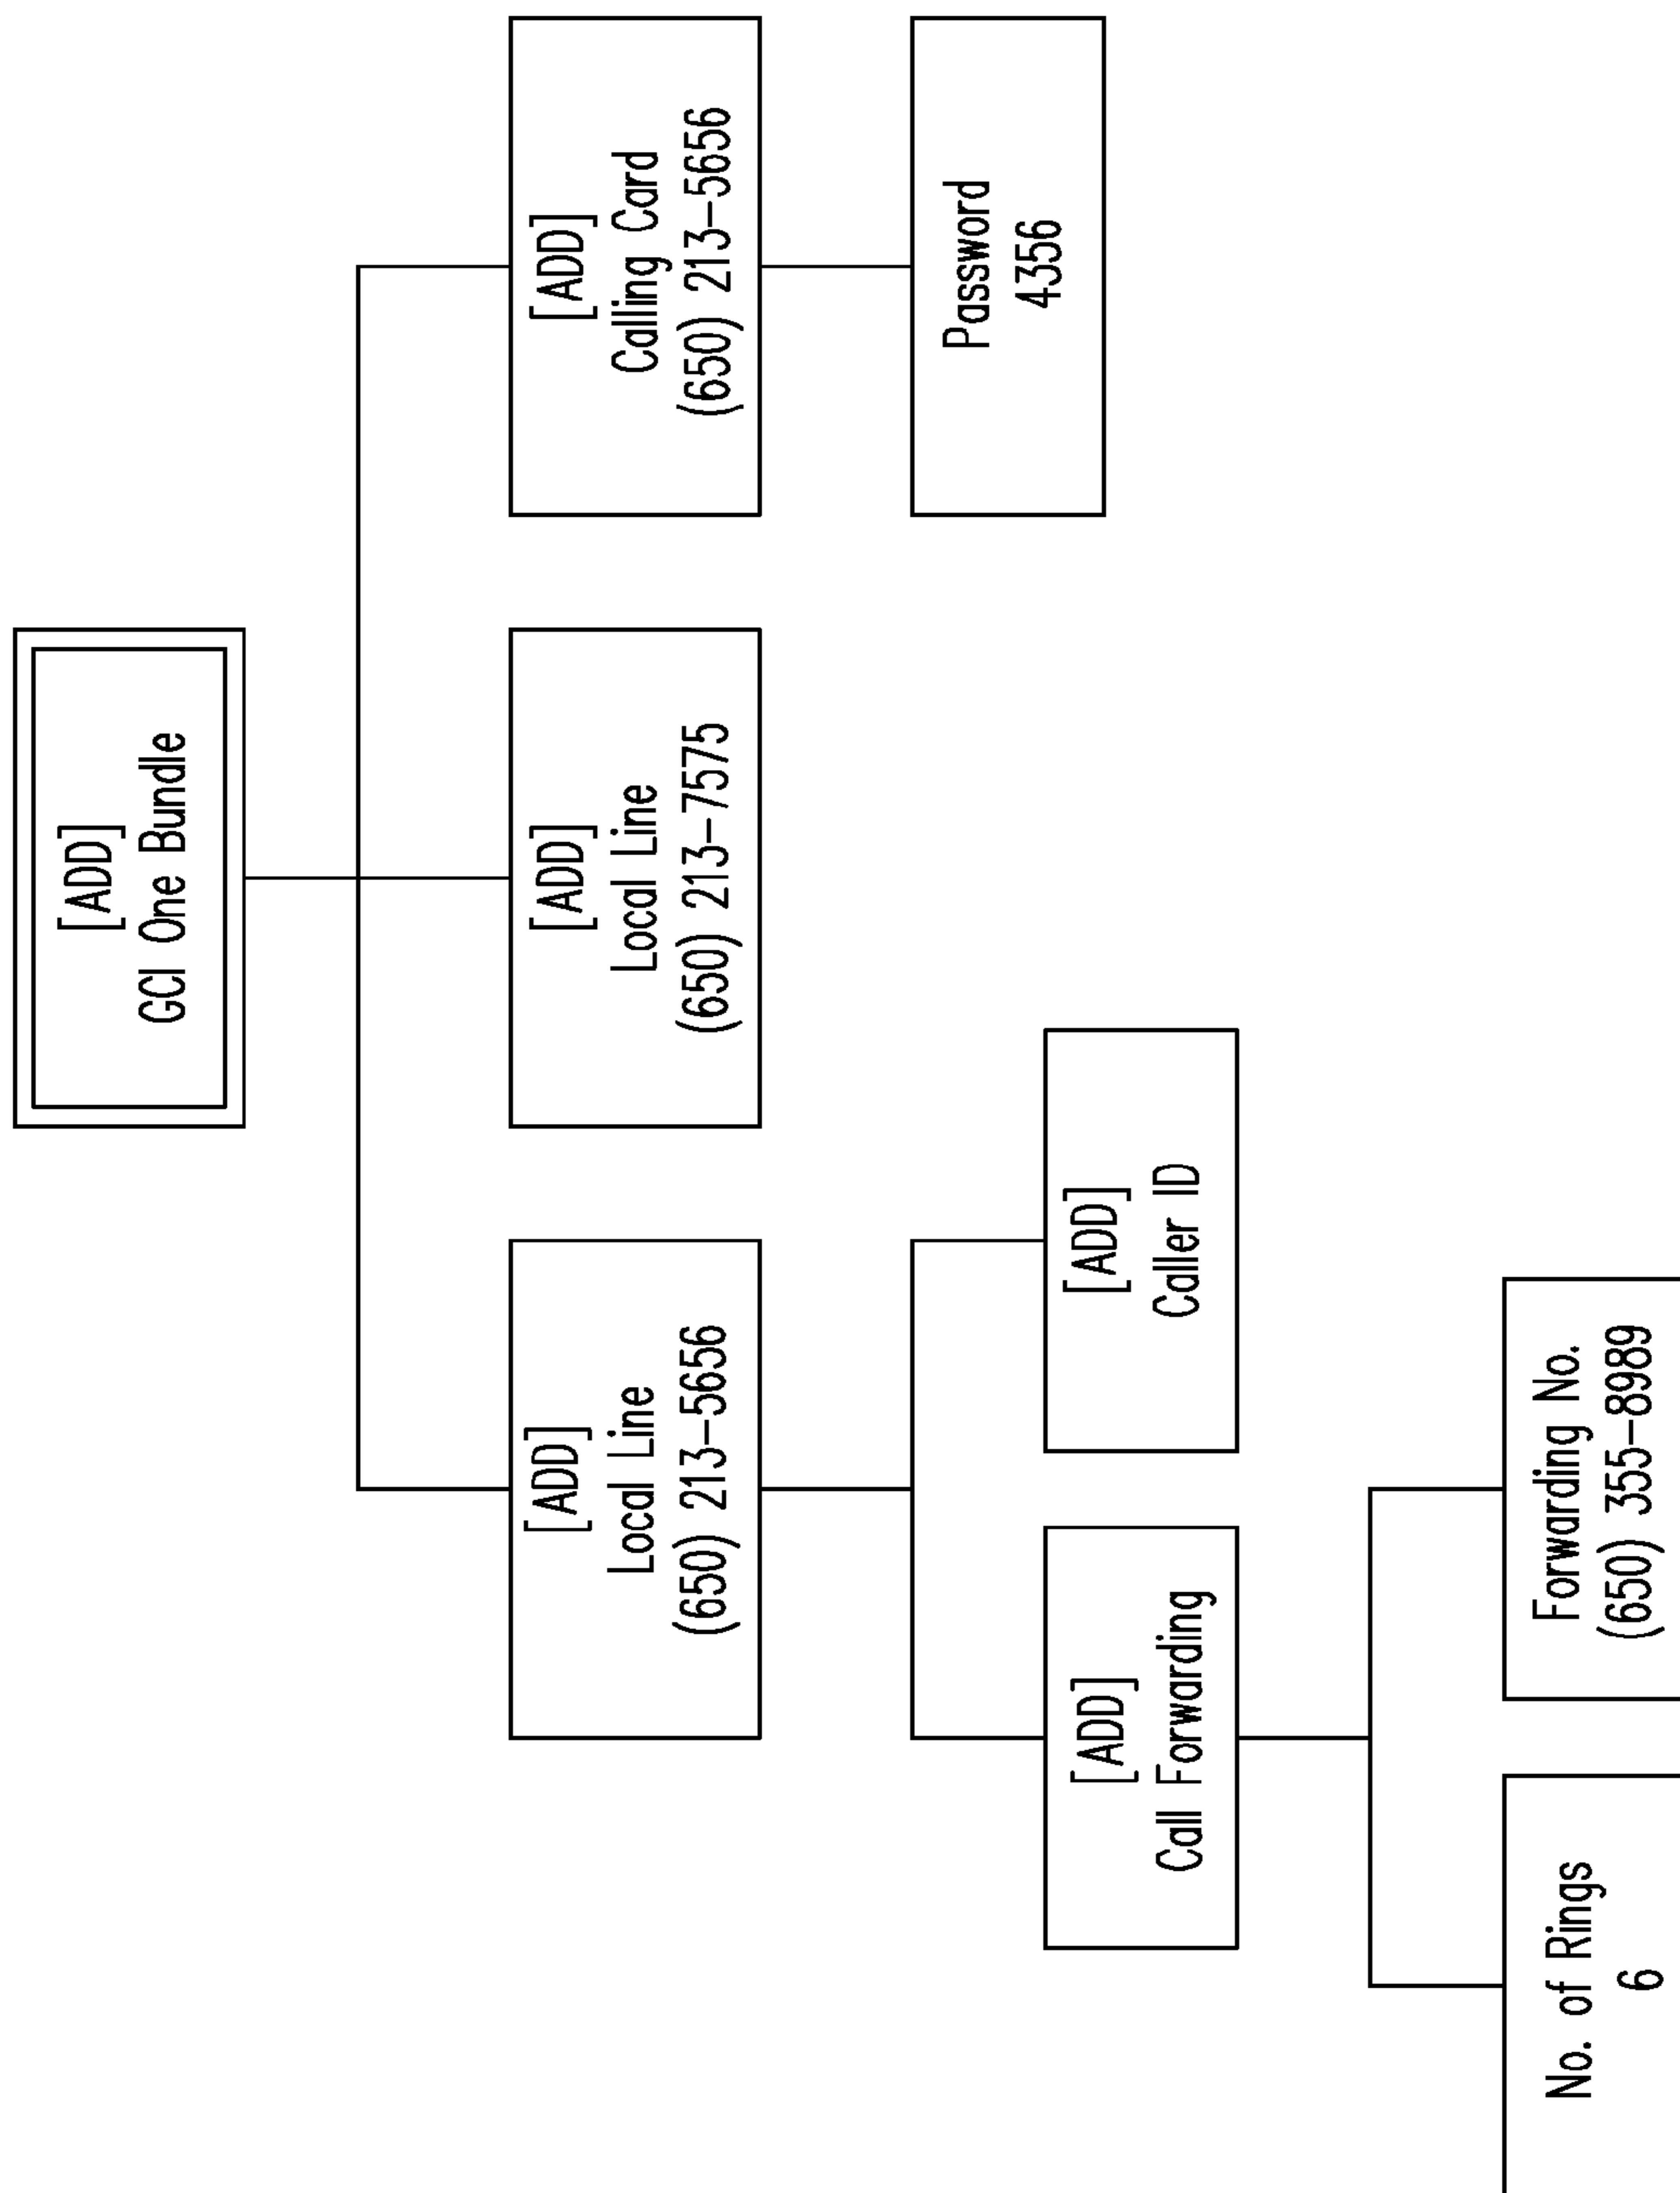 [ADD]
GCI One Bundle
[ADD]
Local Line
(650) 213-5656
[ADD]
Local Line
(650) 213-7575
[ADD]
Calling Card
(650) 213-5656
Password
4356
[ADD]
Call Forwarding
[ADD]
Caller ID
No. of Rings
6
Forwarding No.
(650) 355-8989